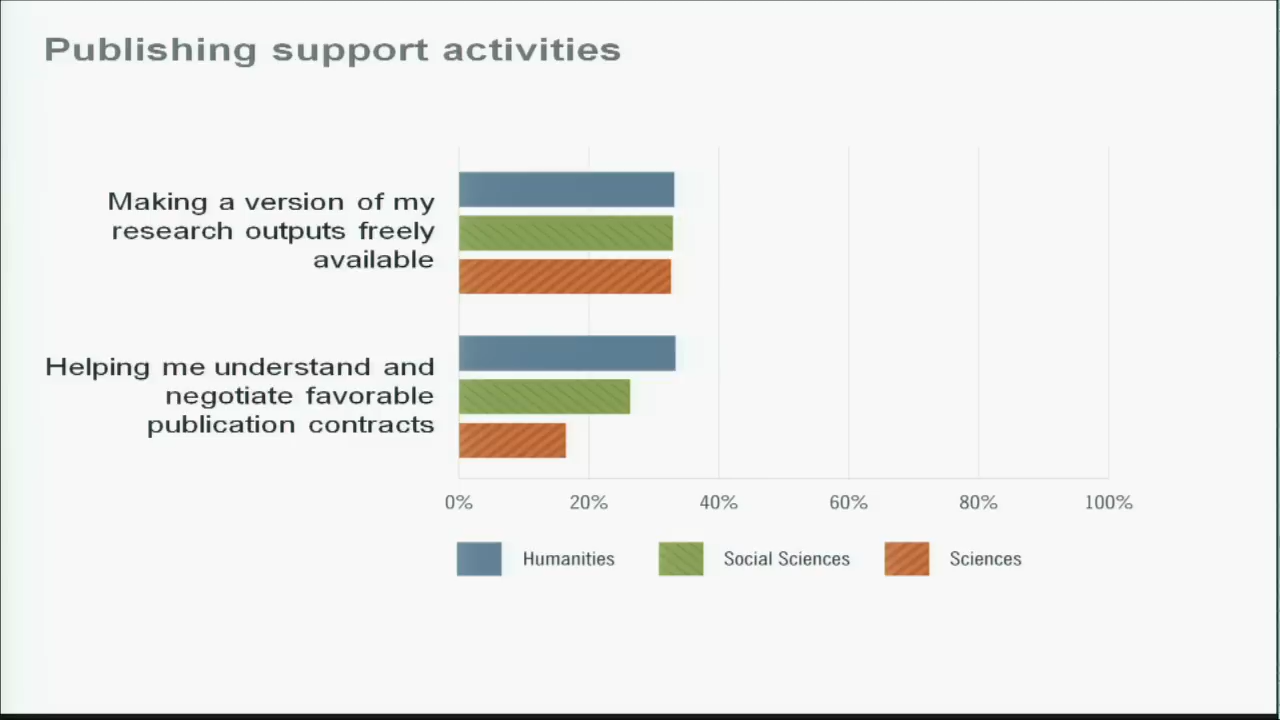 Publishing support activities
Making a version of my
research outputs freely
available
Helping me understand and
negotiate favorable
publication contracts
0% 20% 40% 60% 80% 100%
Humanities Social Sciences Sciences